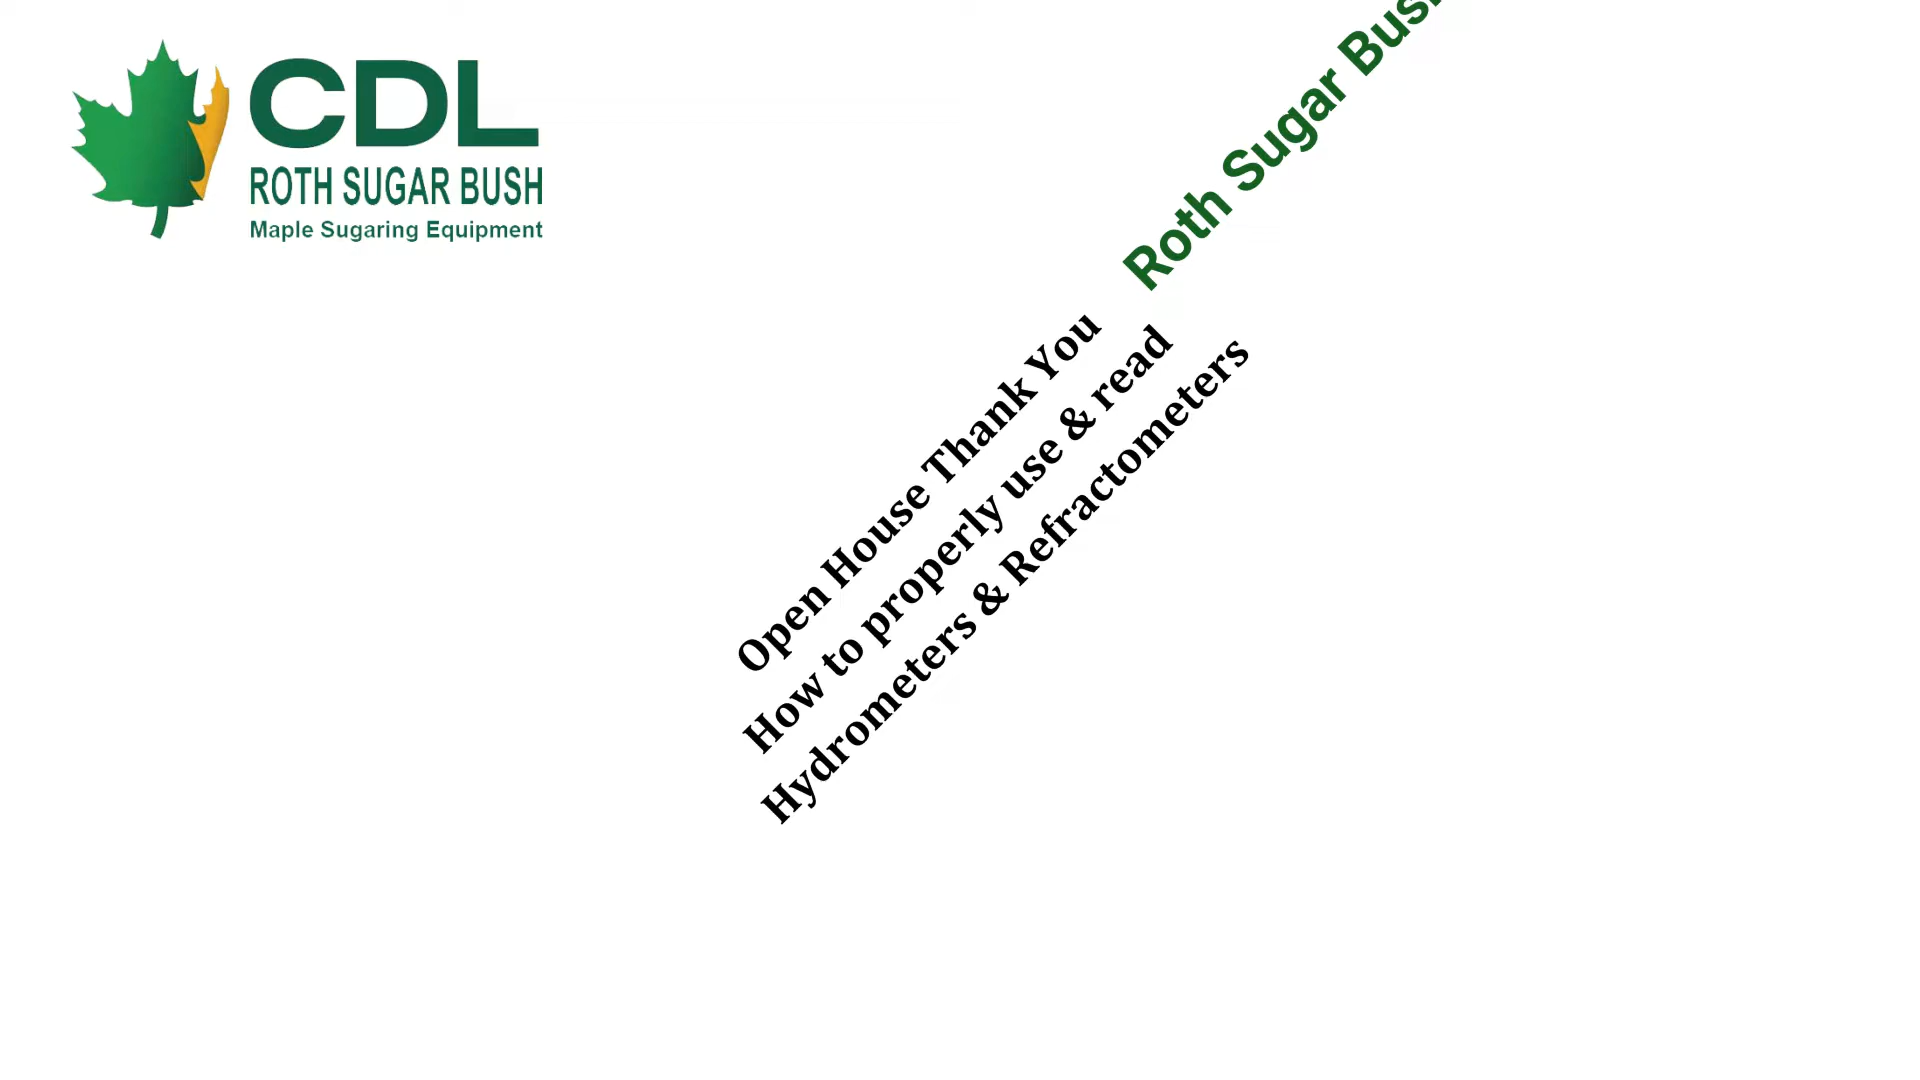 CDL
ROTH SUGAR BUSH
Maple Sugaring Equipment
Roth Sugar Bush
Open House Thank You
How to properly use & read
Hydrometers & Refractometers